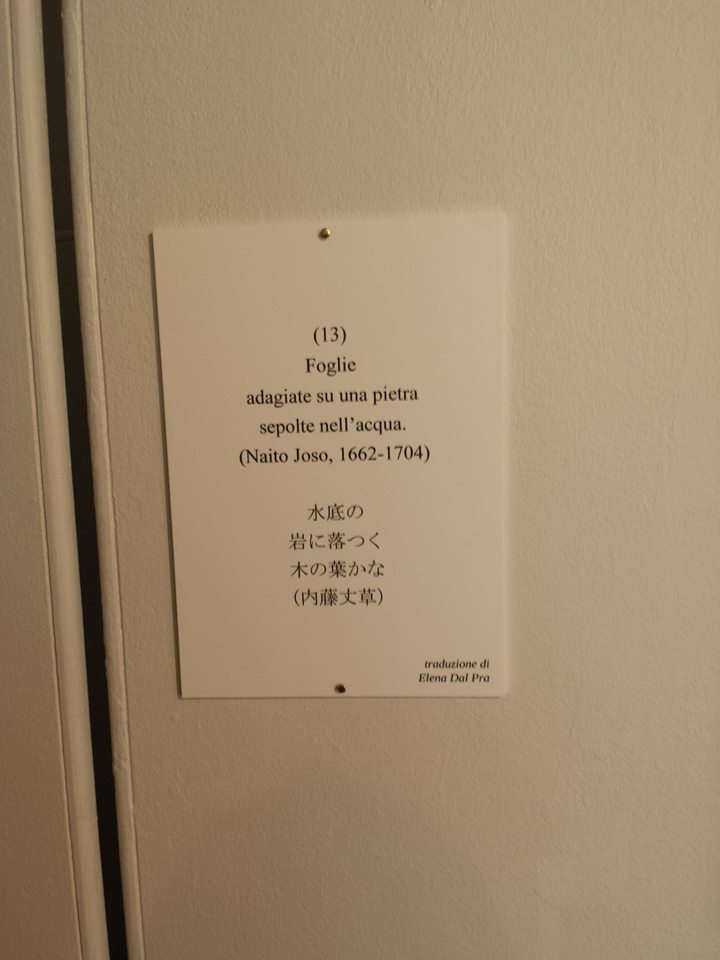 (13)
Foglie
adagiate su una pietra
sepolte nell'acqua.
(Naito Joso, 1662-1704)
水底の
岩に落つく
木の葉かな
（内藤丈草）
traduzione di
Elena Dal Pra